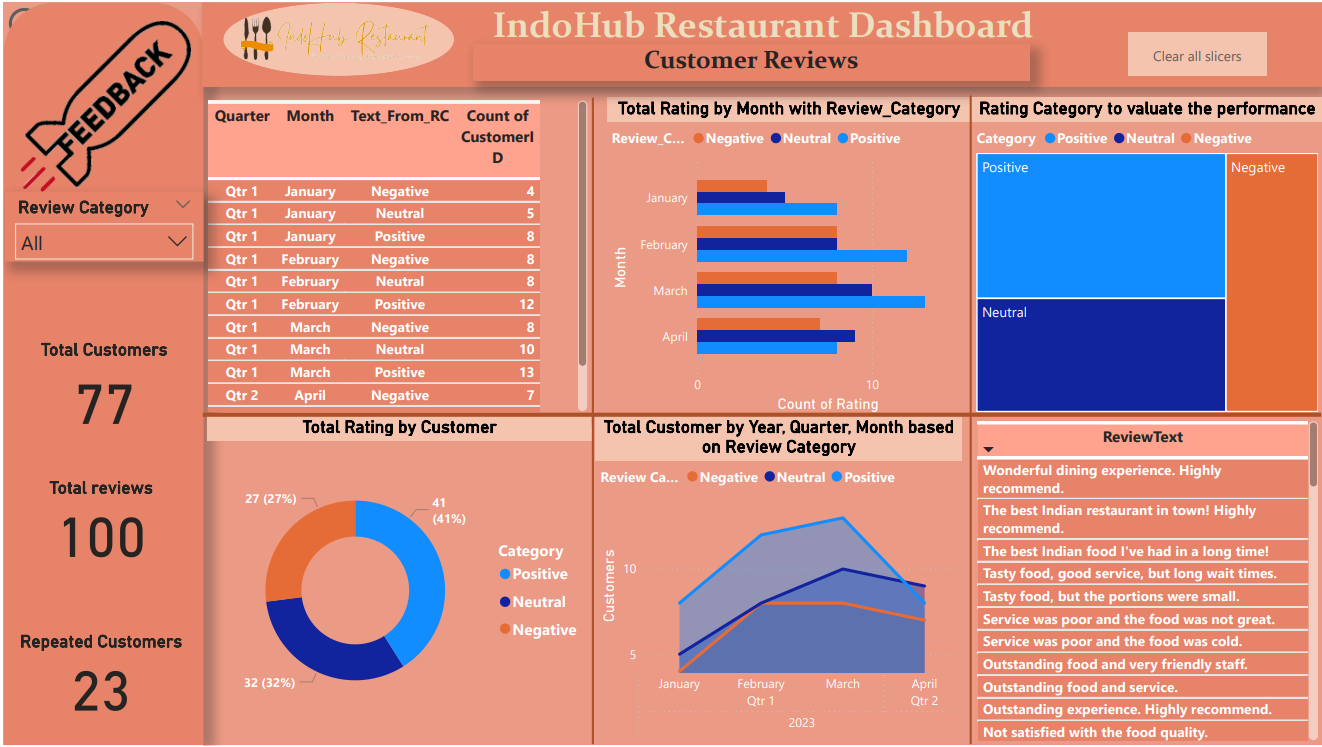 FEEDBACK
IndoHub Restaurant
IndoHub Restaurant Dashboard
Customer Reviews
Clear all slicers
Review Category
All
Total Customers
77
Total reviews
100
Repeated Customers
23
Quarter Month Text_From_RC Count of
CustomerI
D
Qtr 1 January Negative 4
Qtr 1 January Neutral 5
Qtr 1 January Positive 8
Qtr 1 February Negative 8
Qtr 1 February Neutral 8
Qtr 1 February Positive 12
Qtr 1 March Negative 8
Qtr 1 March Neutral 10
Qtr 1 March Positive 13
Qtr 2 April Negative 7
Total Rating by Month with Review_Category
Review_C... Negative Neutral Positive
Month
January
February
March
April
0 10
Count of Rating
Rating Category to valuate the performance
Category Positive Neutral Negative
Positive
Negative
Neutral
Total Rating by Customer
27 (27%)
41
(41%)
32 (32%)
Category
Positive
Neutral
Negative
Total Customer by Year, Quarter, Month based
on Review Category
Review Ca... Negative Neutral Positive
Customers
10
5
January February March April
Qtr 1 Qtr 2
2023
ReviewText
Wonderful dining experience. Highly
recommend.
The best Indian restaurant in town! Highly
recommend.
The best Indian food I've had in a long time!
Tasty food, good service, but long wait times.
Tasty food, but the portions were small.
Service was poor and the food was not great.
Service was poor and the food was cold.
Outstanding food and very friendly staff.
Outstanding food and service.
Outstanding experience. Highly recommend.
Not satisfied with the food quality.